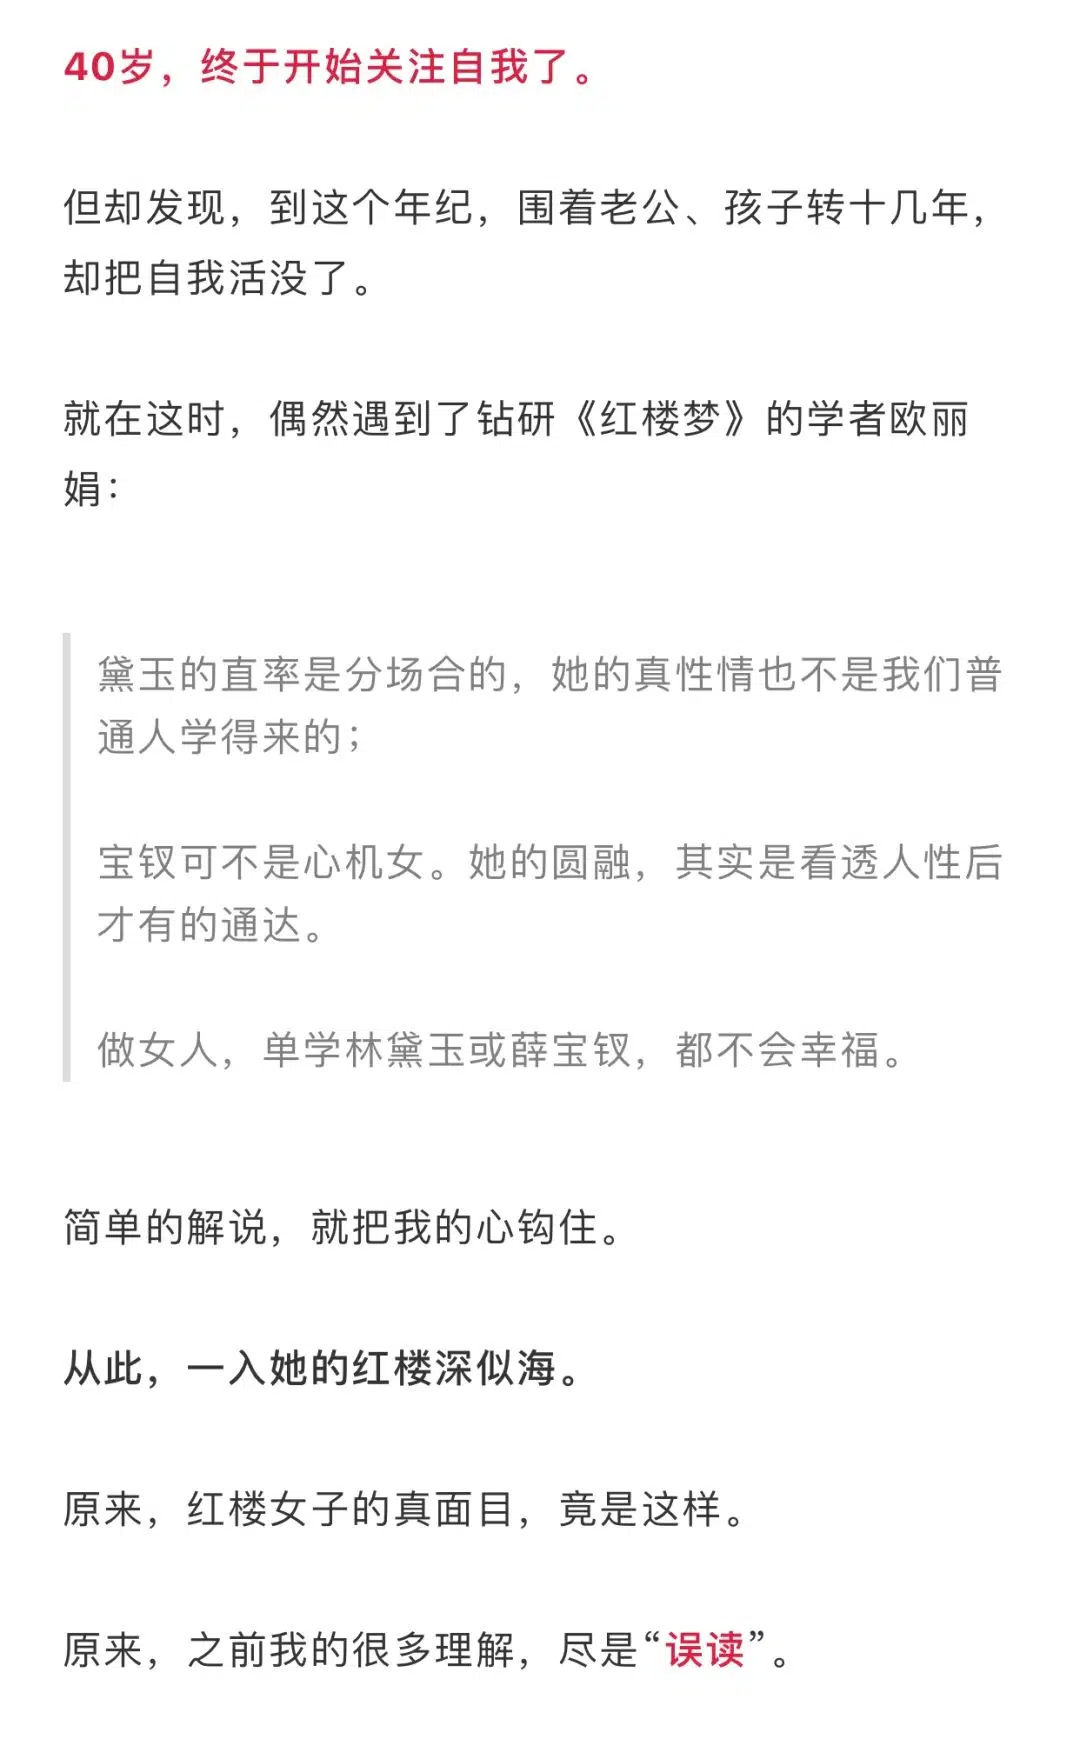 40岁，终于开始关注自我了。
但却发现，到这个年纪，围着老公、孩子转十几年，
却把自我活没了。
就在这时，偶然遇到了钻研《红楼梦》的学者欧丽
娟：
黛玉的直率是分场合的，她的真性情也不是我们普
通人学得来的；
宝钗可不是心机女。她的圆融，其实是看透人性后
才有的通达。
做女人，单学林黛玉或薛宝钗，都不会幸福。
简单的解说，就把我的心钩住。
从此，一入她的红楼深似海。
原来，红楼女子的真面目，竟是这样。
原来，之前我的很多理解，尽是“误读”。